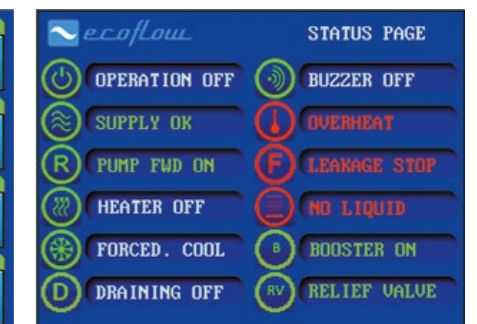 ecoflow STATUS PAGE
OPERATION OFF BUZZER OFF
SUPPLY OK OVERHEAT
R PUMP FWD ON F LEAKAGE STOP
HEATER OFF NO LIQUID
FORCED. COOL B BOOSTER ON
D DRAINING OFF RV RELIEF VALVE